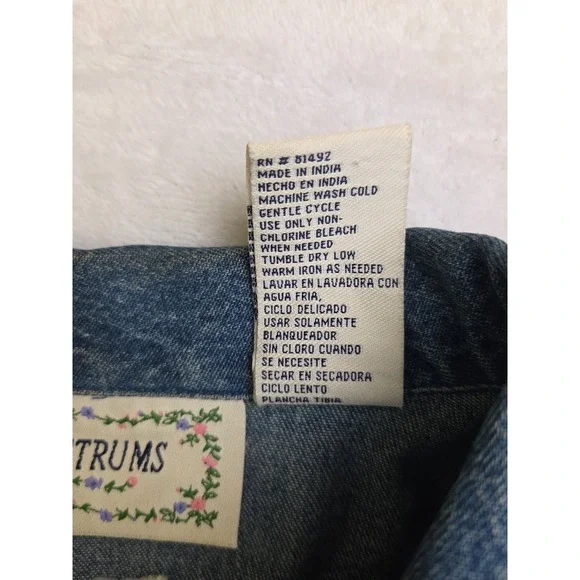 RN # 81492
MADE IN INDIA
HECHO EN INDIA
MACHINE WASH COLD
GENTLE CYCLE
USE ONLY NON-
CHLORINE BLEACH
WHEN NEEDED
TUMBLE DRY LOW
WARM IRON AS NEEDED
LAVAR EN LAVADORA CON
AGUA FRIA,
CICLO DELICADO
USAR SOLAMENTE
BLANQUEADOR
SIN CLORO CUANDO
SE NECESITE
SECAR EN SECADORA
CICLO LENTO
PLANCHA TIBIA
TRUMS